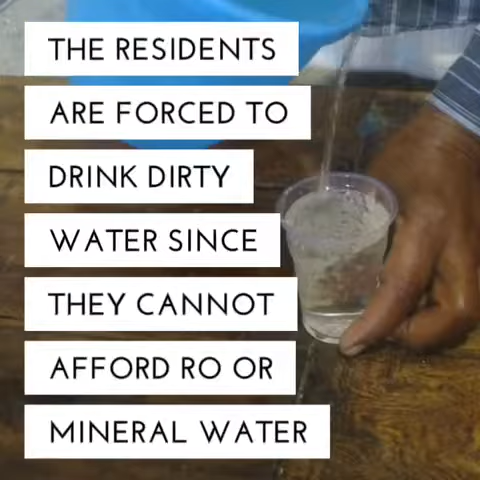 THE RESIDENTS
ARE FORCED TO
DRINK DIRTY
WATER SINCE
THEY CANNOT
AFFORD RO OR
MINERAL WATER